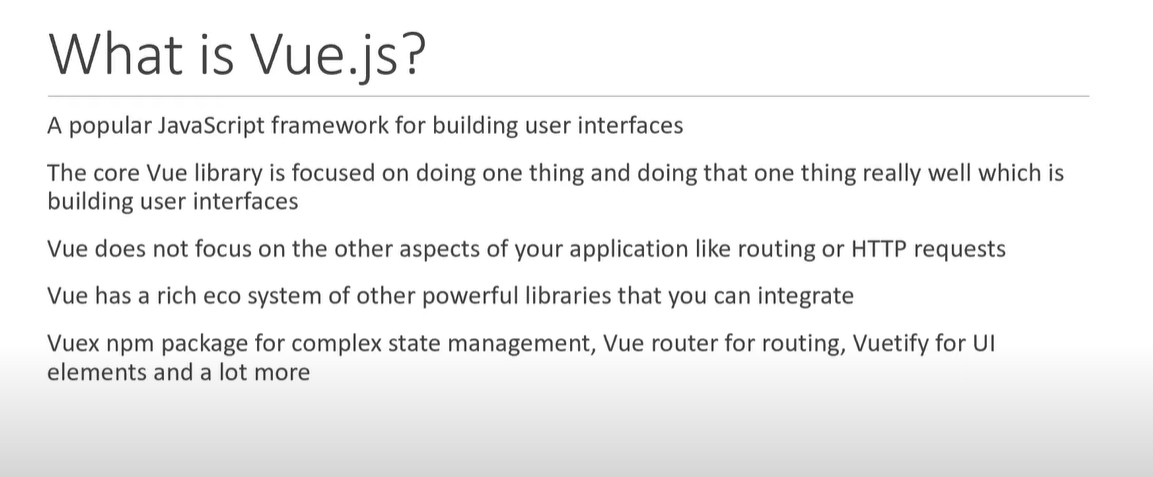 What is Vue.js?
A popular JavaScript framework for building user interfaces
The core Vue library is focused on doing one thing and doing that one thing really well which is
building user interfaces
Vue does not focus on the other aspects of your application like routing or HTTP requests
Vue has a rich eco system of other powerful libraries that you can integrate
Vuex npm package for complex state management, Vue router for routing, Vuetify for UI
elements and a lot more